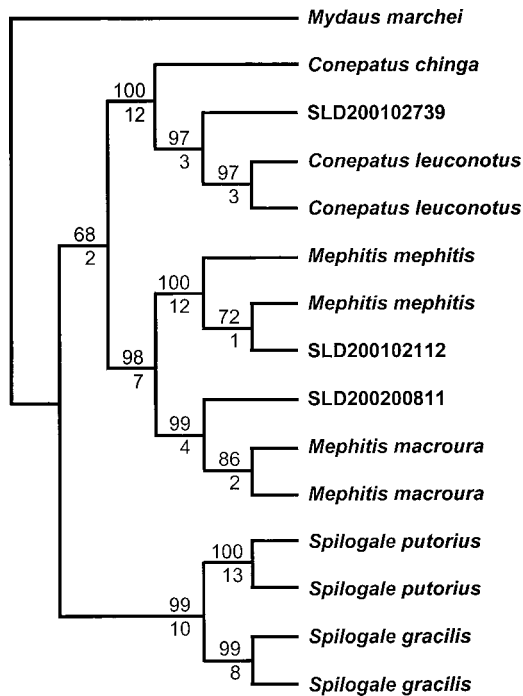 Mydaus marchei
Conepatus chinga
100
12
SLD200102739
97
3
Conepatus leuconotus
97
3
Conepatus leuconotus
68
2
Mephitis mephitis
100
12
Mephitis mephitis
72
1
SLD200102112
98
7
SLD200200811
99
4
Mephitis macroura
86
2
Mephitis macroura
Spilogale putorius
100
13
Spilogale putorius
99
10
Spilogale gracilis
99
8
Spilogale gracilis